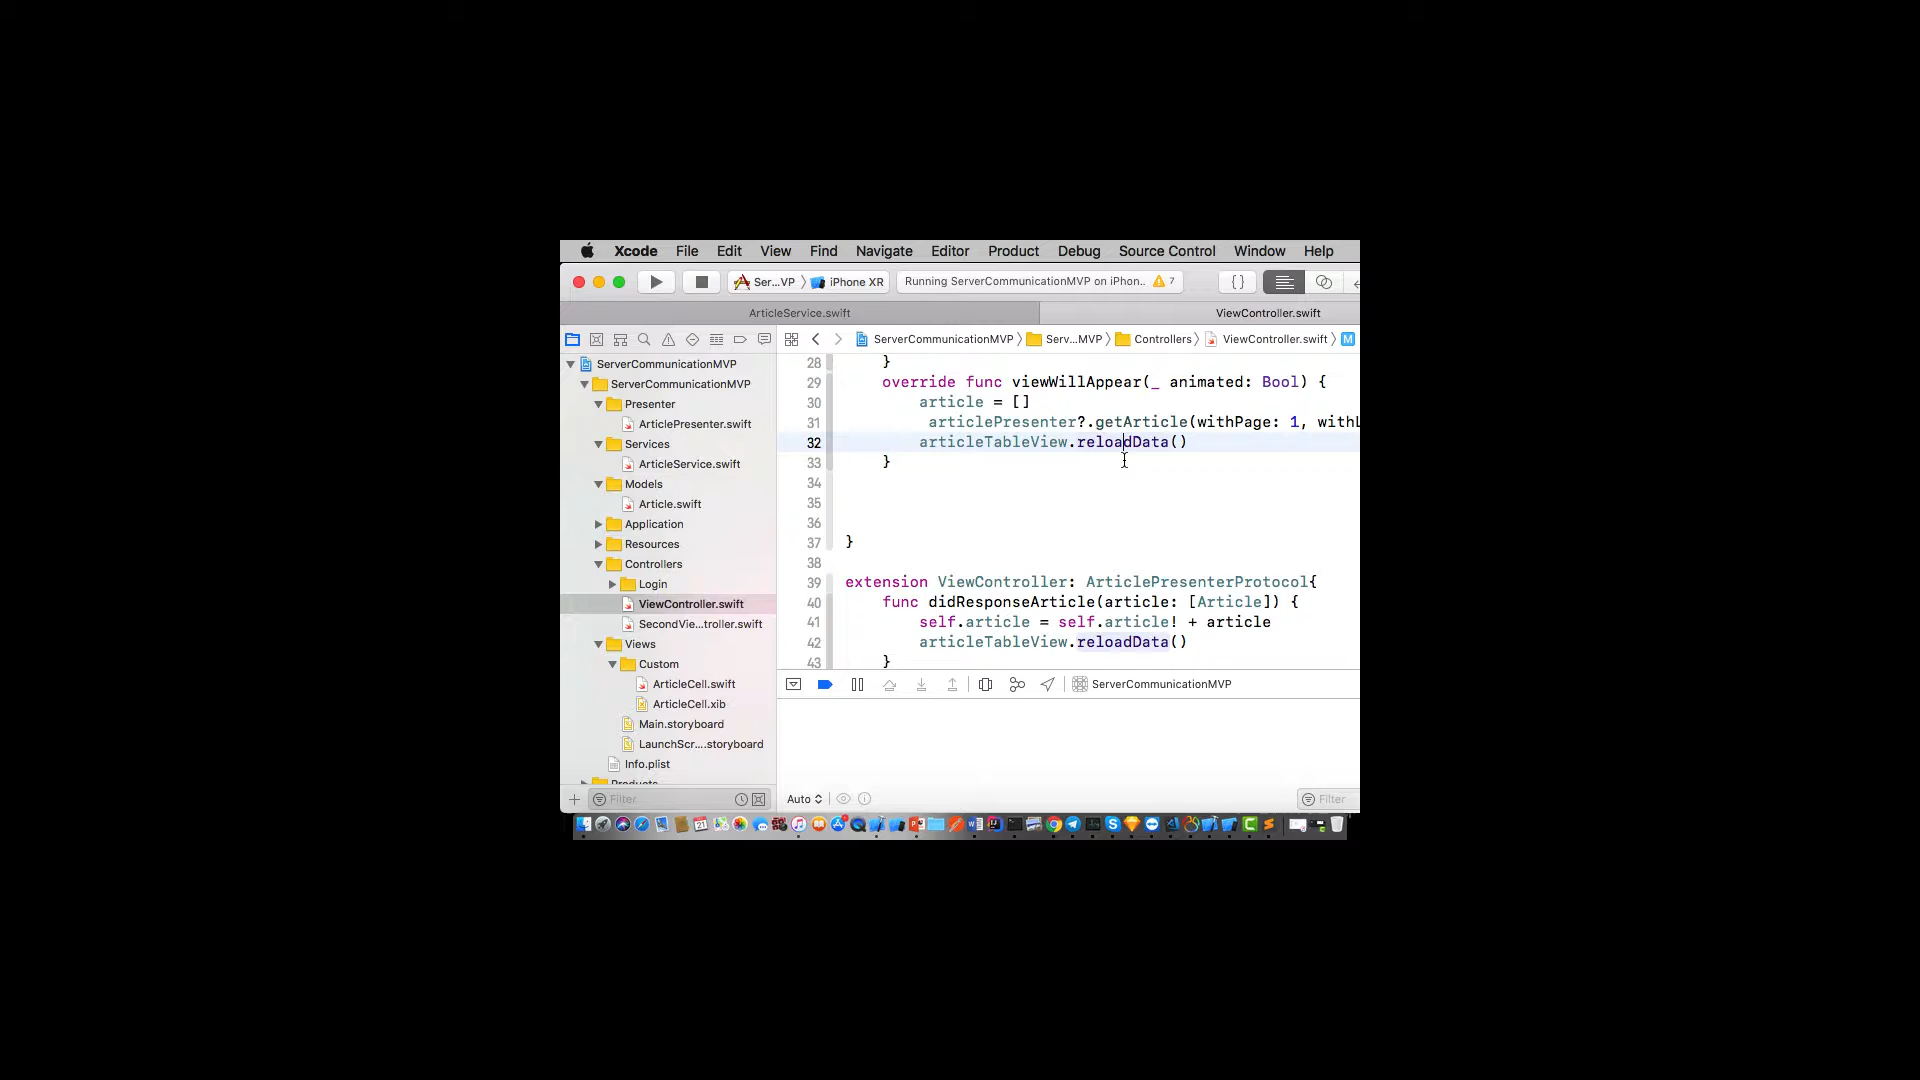 Xcode File Edit View Find Navigate Editor Product Debug Source Control Window Help
Ser...VP iPhone XR Running ServerCommunicationMVP on iPhon.. 7 {}
ArticleService.swift ViewController.swift
ServerCommunicationMVP Serv...MVP Controllers ViewController.swift M
ServerCommunicationMVP
ServerCommunicationMVP
Presenter
ArticlePresenter.swift
Services
ArticleService.swift
Models
Article.swift
Application
Resources
Controllers
Login
ViewController.swift
SecondVie...troller.swift
Views
Custom
ArticleCell.swift
ArticleCell.xib
Main.storyboard
LaunchScr....storyboard
Info.plist
Products
Filter
28 }
29 override func viewWillAppear(_ animated: Bool) {
30 article = []
31 articlePresenter?.getArticle(withPage: 1, withL
32 articleTableView.reloadData()
33 }
34
35
36
37 }
38
39 extension ViewController: ArticlePresenterProtocol{
40 func didResponseArticle(article: [Article]) {
41 self.article = self.article! + article
42 articleTableView.reloadData()
43 }
ServerCommunicationMVP
Auto Filter
21